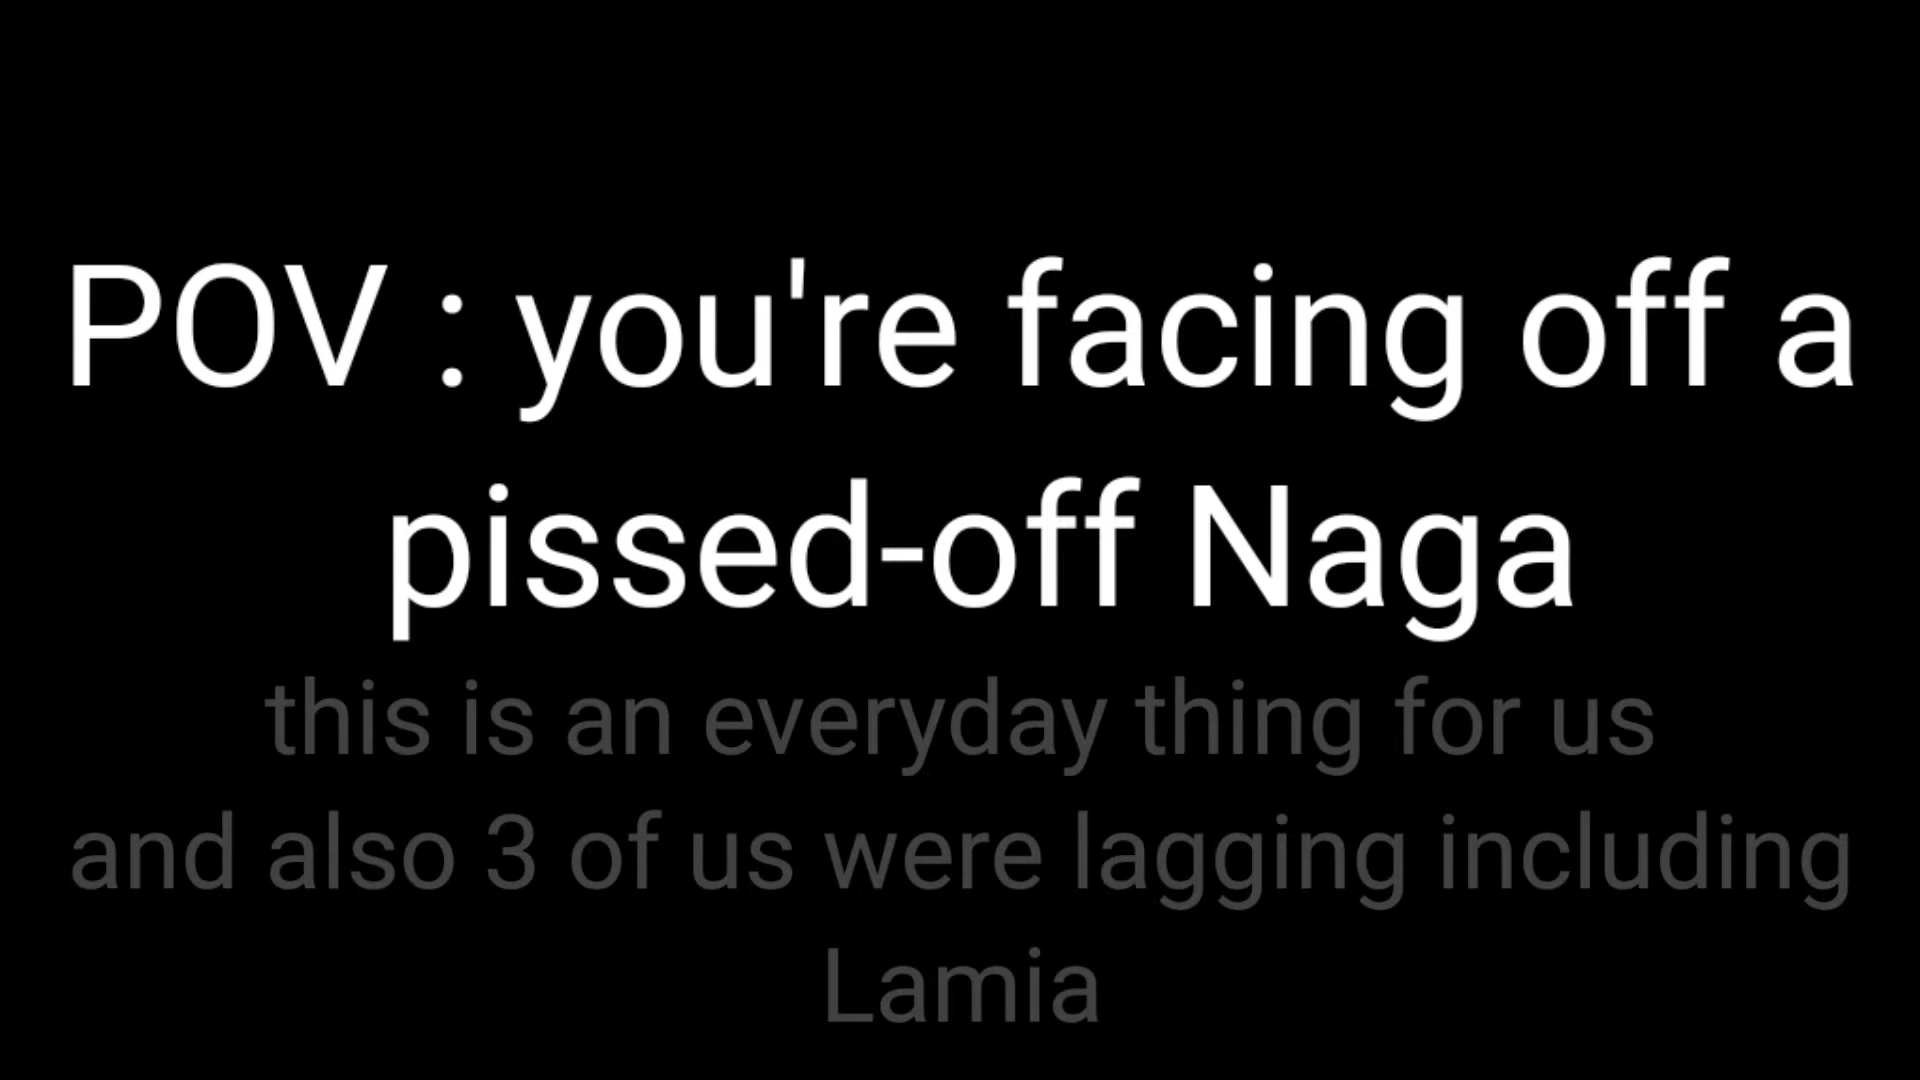 POV : you're facing off a
pissed-off Naga
this is an everyday thing for us
and also 3 of us were lagging including
Lamia